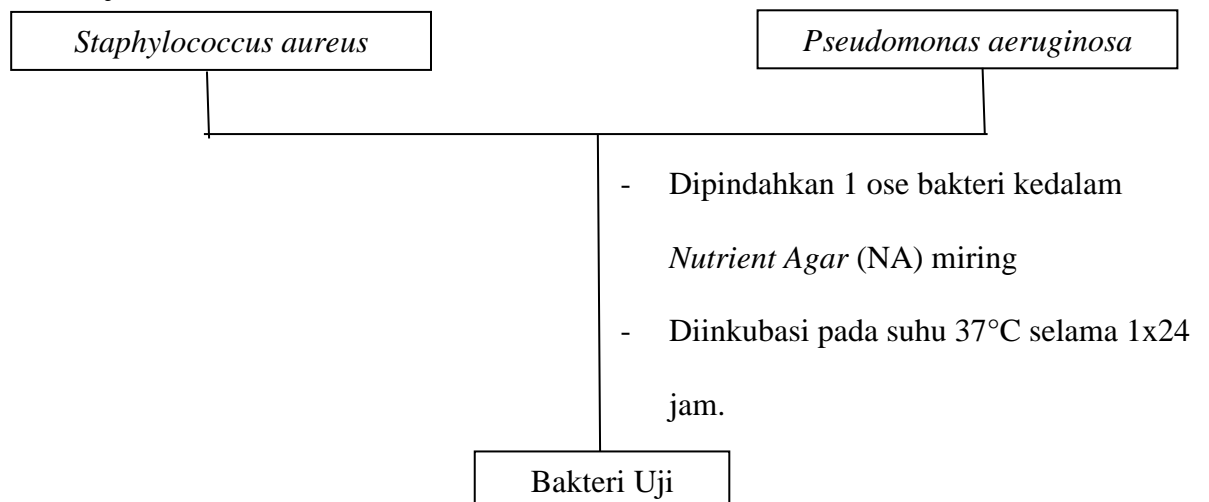 Staphylococcus aureus
Pseudomonas aeruginosa
- Dipindahkan 1 ose bakteri kedalam
Nutrient Agar (NA) miring
- Diinkubasi pada suhu 37°C selama 1x24
jam.
Bakteri Uji